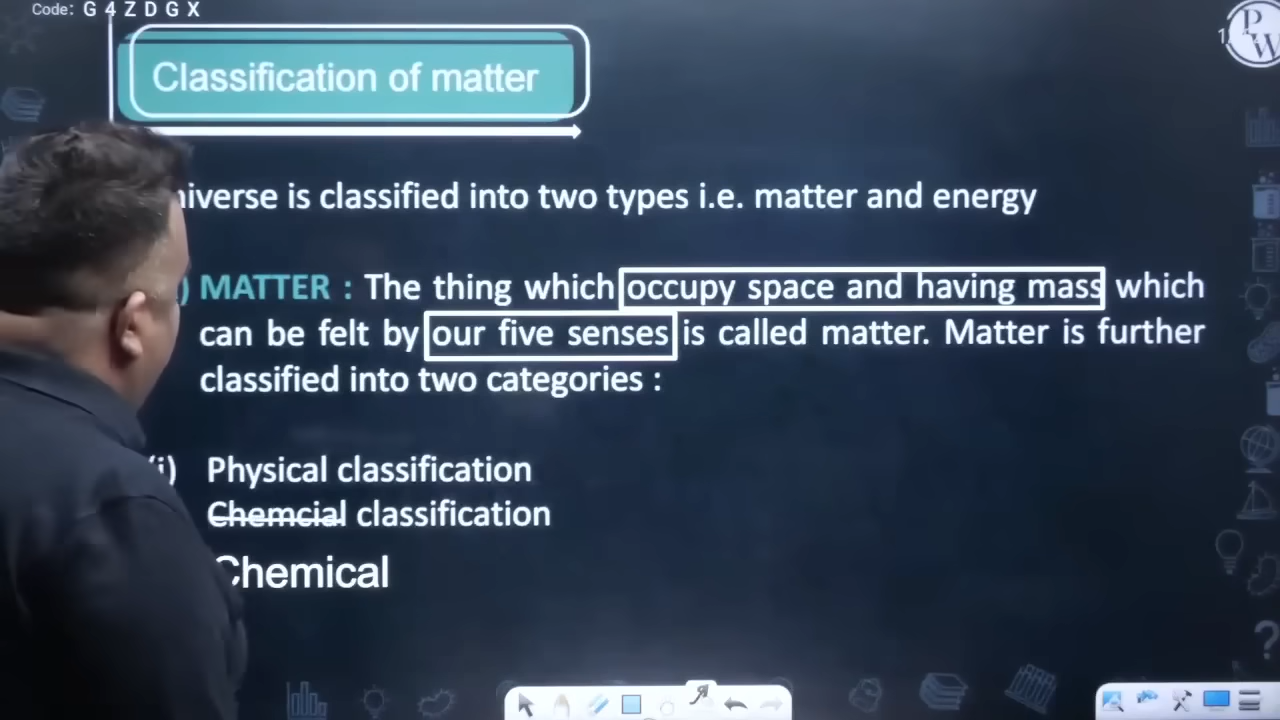 Code: G 4 Z D G X
P
W
Classification of matter
niverse is classified into two types i.e. matter and energy
) MATTER : The thing which occupy space and having mass which
can be felt by our five senses is called matter. Matter is further
classified into two categories :
(i) Physical classification
Chemcial classification
Chemical